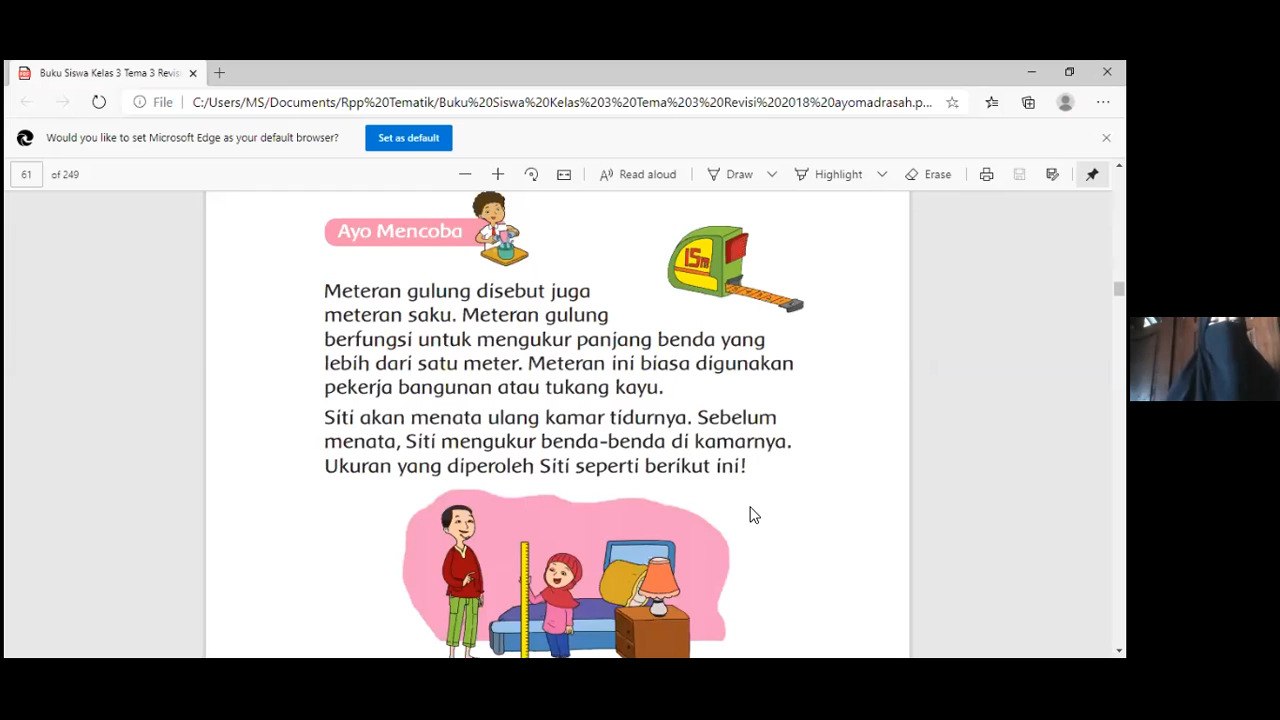 Buku Siswa Kelas 3 Tema 3 Revisi
File C:/Users/MS/Documents/Rpp%20Tematik/Buku%20Siswa%20Kelas%203%20Tema%203%20Revisi%202018%20ayomadrasah.p...
Would you like to set Microsoft Edge as your default browser? Set as default
61 of 249 Read aloud Draw Highlight Erase
Ayo Mencoba
15m
Meteran gulung disebut juga
meteran saku. Meteran gulung
berfungsi untuk mengukur panjang benda yang
lebih dari satu meter. Meteran ini biasa digunakan
pekerja bangunan atau tukang kayu.
Siti akan menata ulang kamar tidurnya. Sebelum
menata, Siti mengukur benda-benda di kamarnya.
Ukuran yang diperoleh Siti seperti berikut ini!